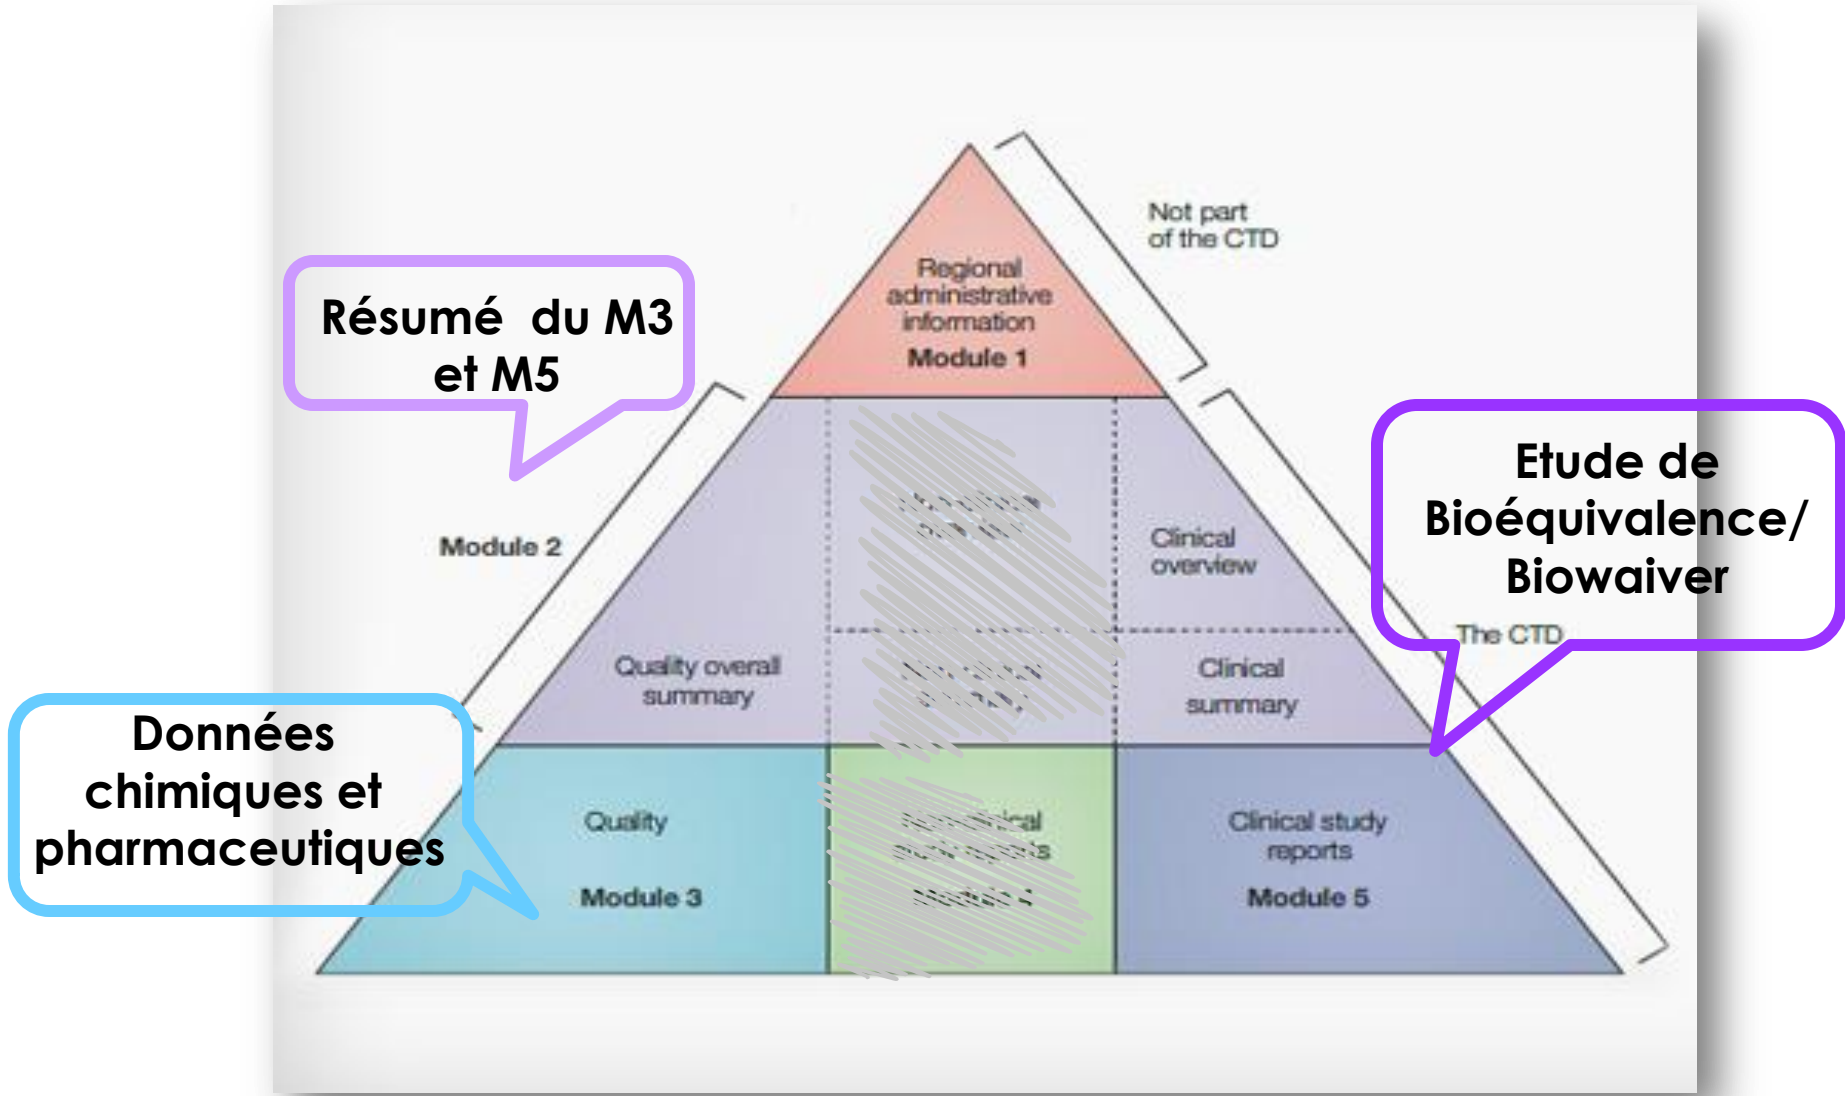 Not part
of the CTD
Regional
administrative
information
Module 1
Résumé du M3
et M5
Etude de
Bioéquivalence/
Biowaiver
Module 2
Clinical
overview
The CTD
Quality overall
summary
Clinical
summary
Données
chimiques et
pharmaceutiques
Quality
Module 3
Clinical study
reports
Module 5